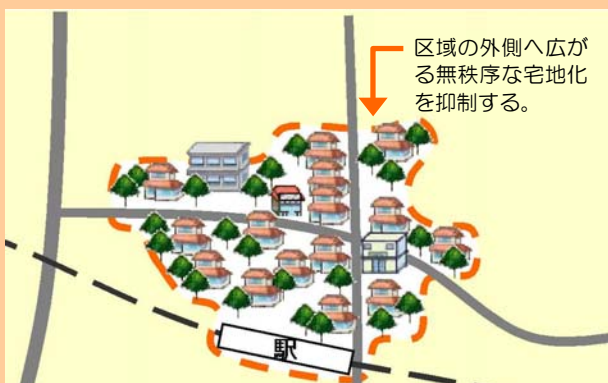 区域の外側へ広が
る無秩序な宅地化
を抑制する。
駅